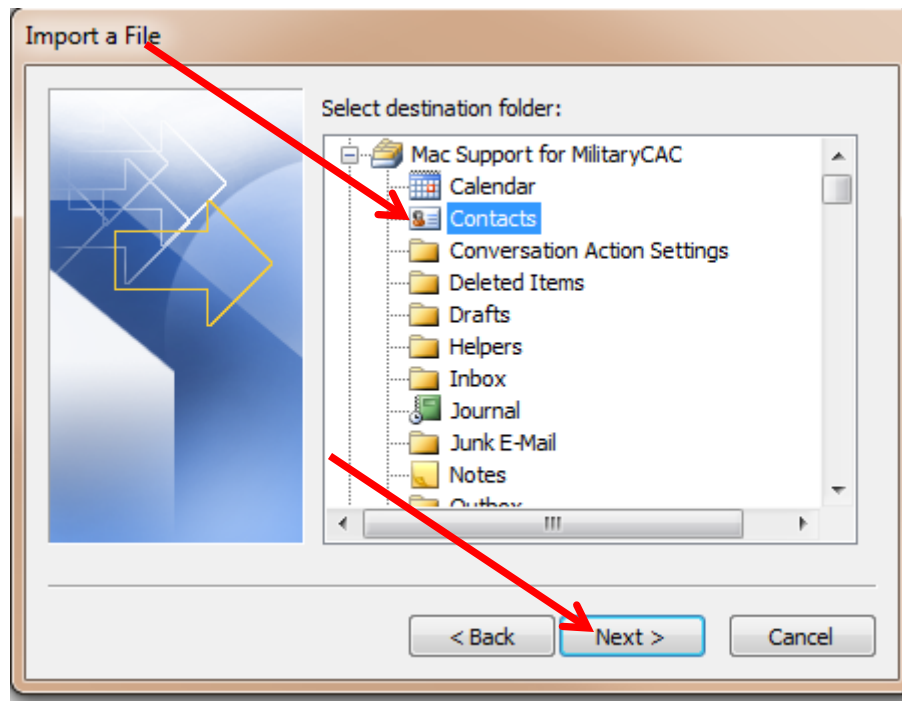 Import a File
Select destination folder:
Mac Support for MilitaryCAC
Calendar
Contacts
Conversation Action Settings
Deleted Items
Drafts
Helpers
Inbox
Journal
Junk E-Mail
Notes
Outbox
< Back
Next >
Cancel